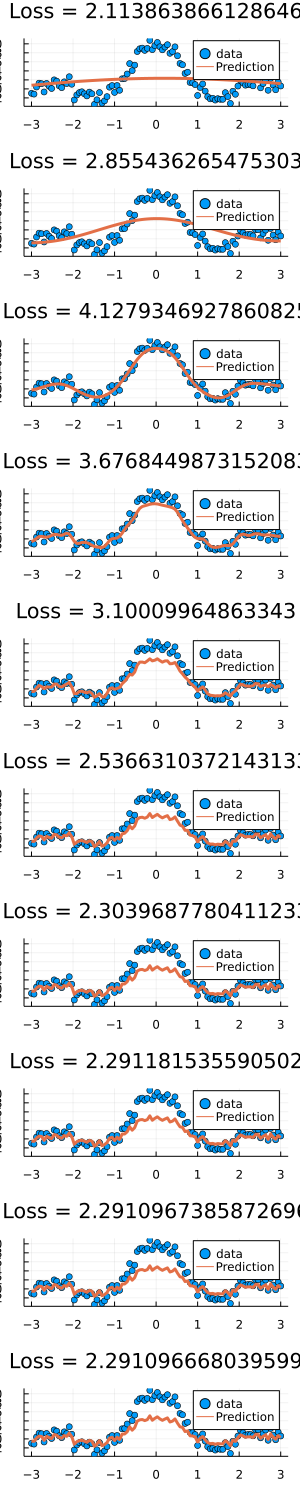 Loss = 2.113863866128646
data
Prediction
−3 −2 −1 0 1 2 3
Loss = 2.855436265475303
data
Prediction
−3 −2 −1 0 1 2 3
Loss = 4.1279346927860825
data
Prediction
−3 −2 −1 0 1 2 3
Loss = 3.6768449873152083
data
Prediction
−3 −2 −1 0 1 2 3
Loss = 3.10009964863343
data
Prediction
−3 −2 −1 0 1 2 3
Loss = 2.5366310372143133
data
Prediction
−3 −2 −1 0 1 2 3
Loss = 2.3039687780411233
data
Prediction
−3 −2 −1 0 1 2 3
Loss = 2.291181535590502
data
Prediction
−3 −2 −1 0 1 2 3
Loss = 2.2910967385872696
data
Prediction
−3 −2 −1 0 1 2 3
Loss = 2.291096668039599
data
Prediction
−3 −2 −1 0 1 2 3